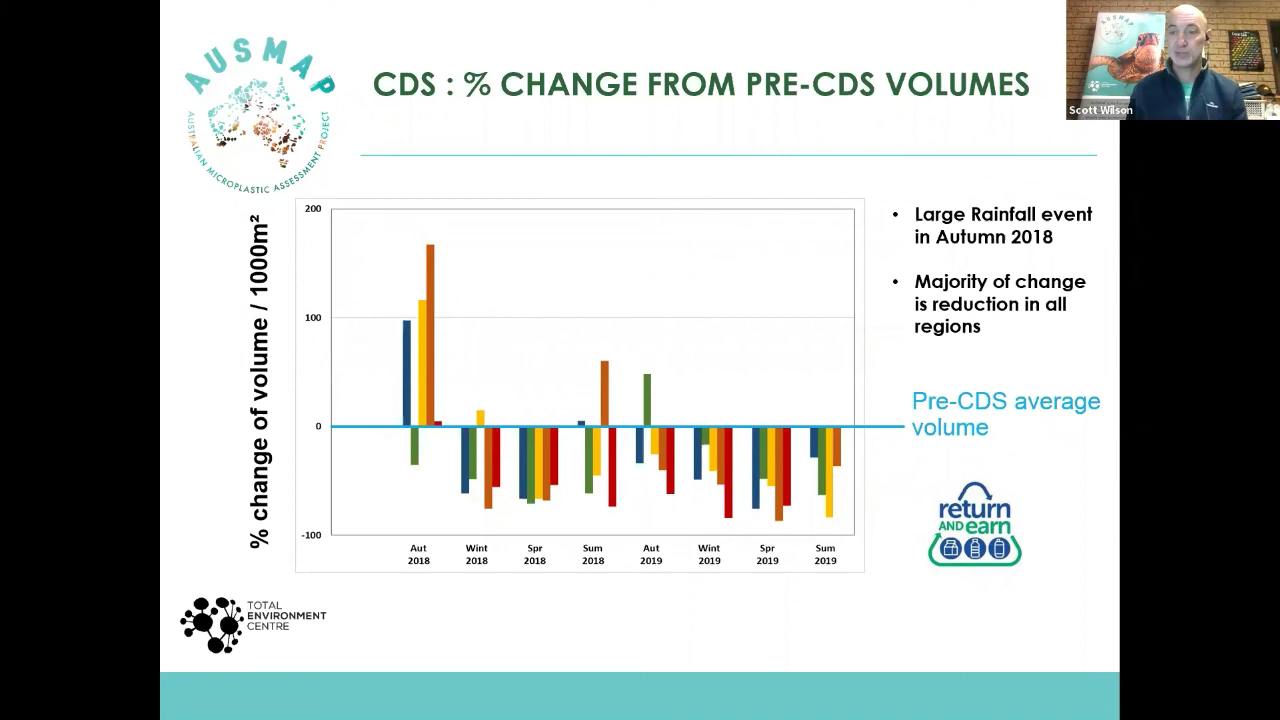 AUSMAP
AUSTRALIAN MICROPLASTIC ASSESSMENT PROJECT
CDS : % CHANGE FROM PRE-CDS VOLUMES
Scott Wilson
% change of volume / 1000m²
200
100
0
-100
Aut
2018
Wint
2018
Spr
2018
Sum
2018
Aut
2019
Wint
2019
Spr
2019
Sum
2019
• Large Rainfall event
in Autumn 2018
• Majority of change
is reduction in all
regions
Pre-CDS average
volume
return
AND earn
TOTAL
ENVIRONMENT
CENTRE